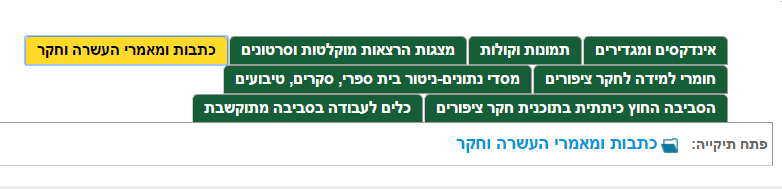 אינדקסים ומגדירים תמונות וקולות מצגות הרצאות מוקלטות וסרטונים כתבות ומאמרי העשרה וחקר
חומרי למידה לחקר ציפורים מסדי נתונים-ניטור בית ספרי, סקרים, טיבועים
הסביבה החוץ כיתתית בתוכנית חקר ציפורים כלים לעבודה בסביבה מתוקשבת
פתח תיקייה: כתבות ומאמרי העשרה וחקר